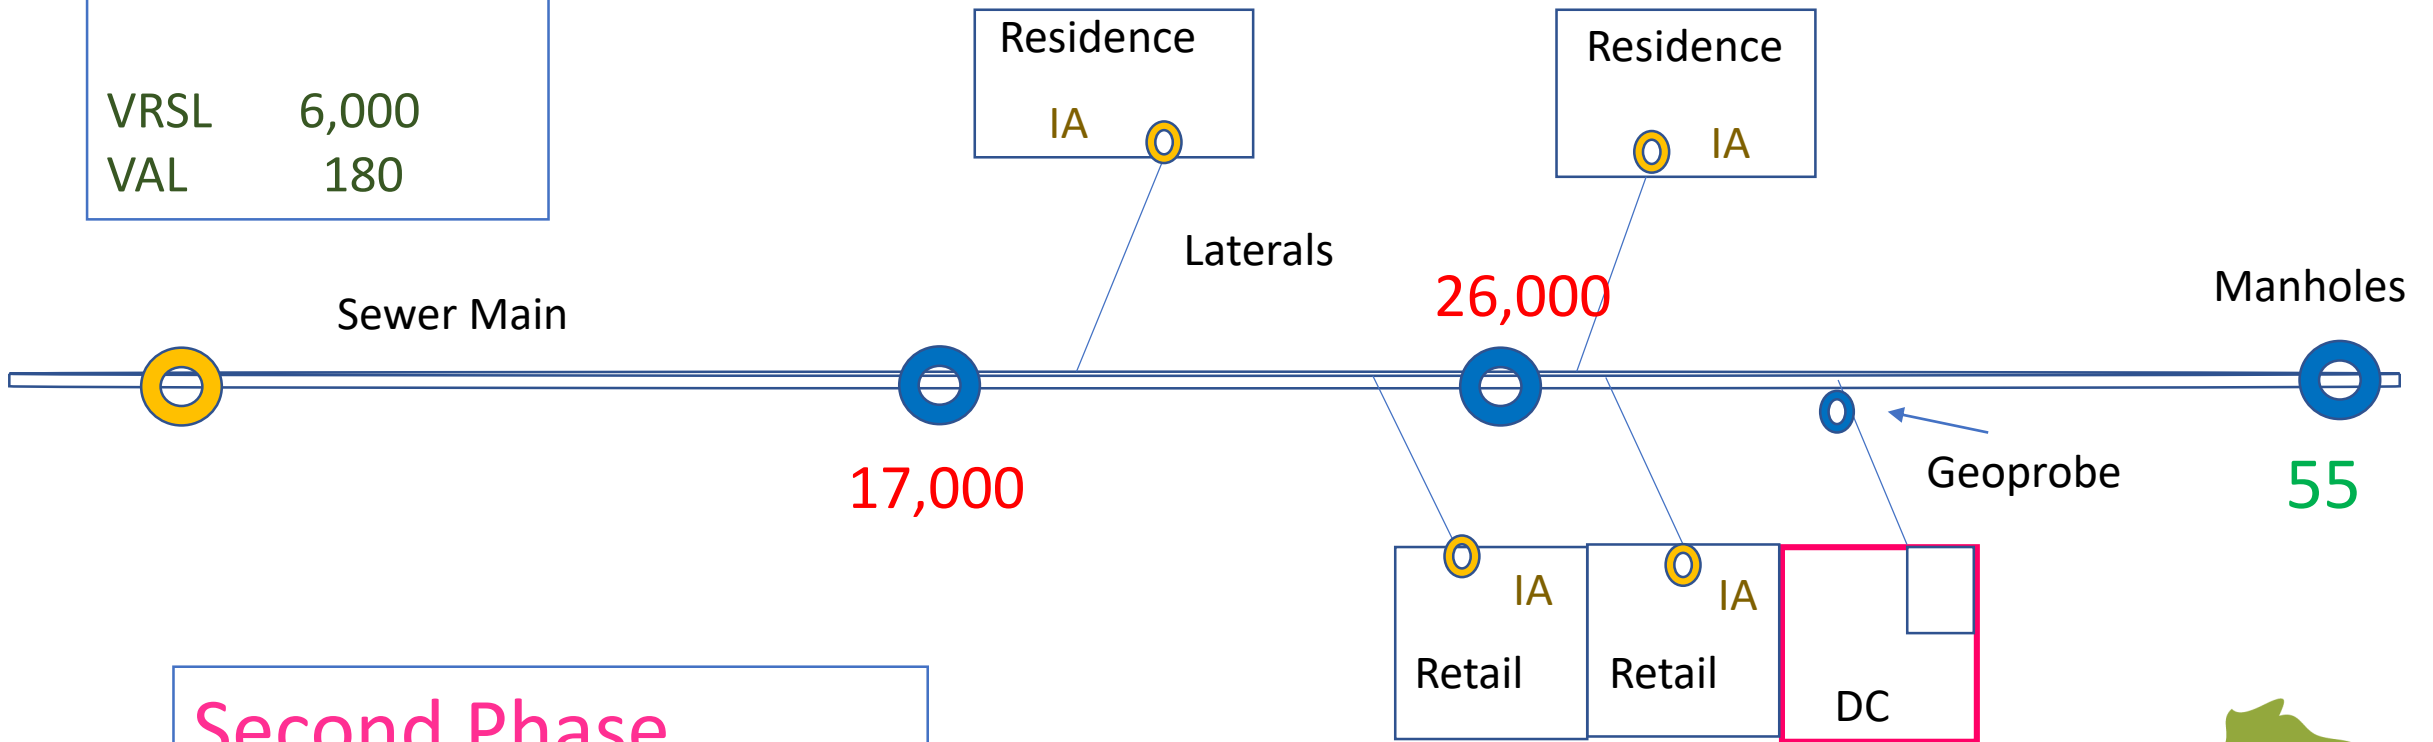 Residence
Residence
VRSL 6,000
IA
IA
VAL 180
Laterals
26,000
Manholes
Sewer Main
17,000
Geoprobe
55
IA
IA
Retail
Retail
DC
Second Phase